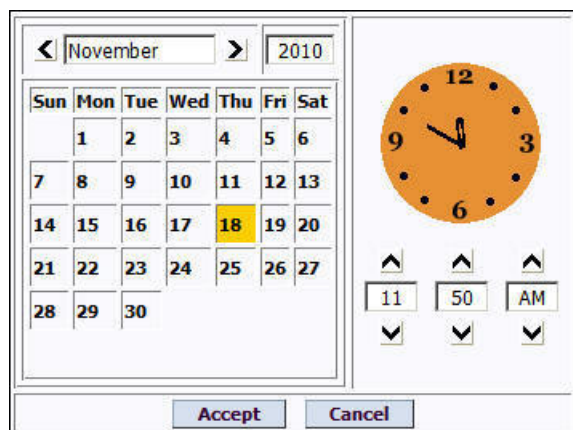 November 2010
Sun Mon Tue Wed Thu Fri Sat
1 2 3 4 5 6
7 8 9 10 11 12 13
14 15 16 17 18 19 20
21 22 23 24 25 26 27
28 29 30
12
9 3
6
11 50 AM
Accept Cancel